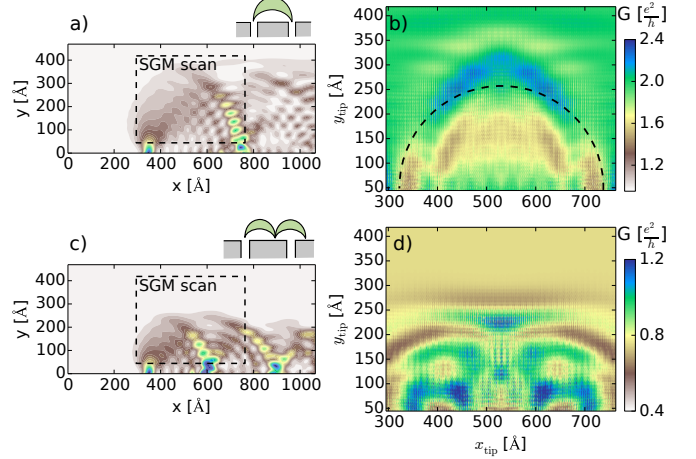 a)
SGM scan
y [Å]
400
300
200
100
0
0 200 400 600 800 1000
x [Å]
b)
G [e²/h]
y_tip [Å]
400
350
300
250
200
150
100
50
300 400 500 600 700
2.4
2.0
1.6
1.2
c)
SGM scan
y [Å]
400
300
200
100
0
0 200 400 600 800 1000
x [Å]
d)
G [e²/h]
y_tip [Å]
400
350
300
250
200
150
100
50
300 400 500 600 700
x_tip [Å]
1.2
0.8
0.4